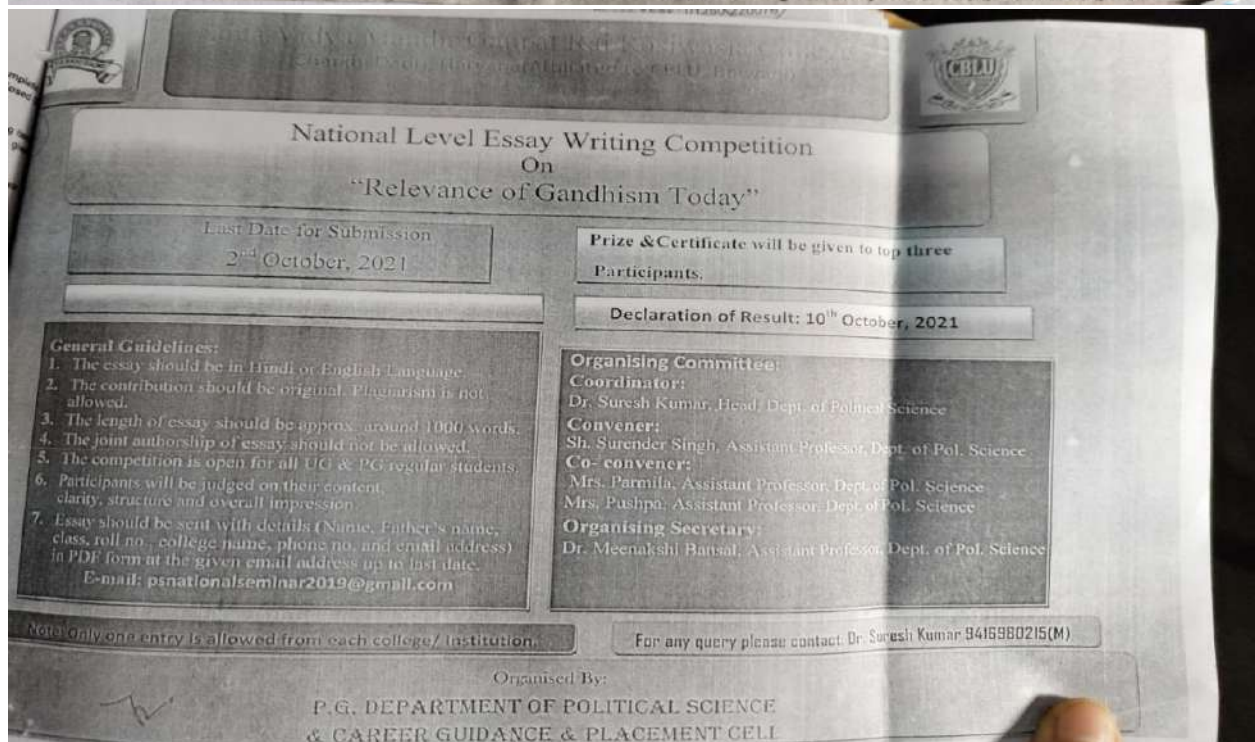 CBLU
National Level Essay Writing Competition
On
"Relevance of Gandhism Today"
Last Date for Submission
2nd October, 2021
Prize &Certificate will be given to top three
Participants.
Declaration of Result: 10th October, 2021
General Guidelines:
1. The essay should be in Hindi or English Language.
2. The contribution should be original. Plagiarism is not
allowed.
3. The length of essay should be approx. around 1000 words.
4. The joint authorship of essay should not be allowed.
5. The competition is open for all UG & PG regular students.
6. Participants will be judged on their content,
clarity, structure and overall impression
7. Essay should be sent with details (Name, Father's name,
class, roll no., college name, phone no. and email address)
in PDF form at the given email address up to last date.
E-mail: psnationalseminar2019@gmail.com
Organising Committee:
Coordinator:
Dr. Suresh Kumar, Head, Dept. of Political Science
Convener:
Sh. Surender Singh, Assistant Professor, Dept. of Pol. Science
Co- convener:
Mrs. Parmila, Assistant Professor, Dept. of Pol. Science
Mrs. Pushpa, Assistant Professor, Dept. of Pol. Science
Organising Secretary:
Dr. Meenakshi Bansal, Assistant Professor, Dept. of Pol. Science
Note Only one entry is allowed from each college/ Institution.
For any query please contact: Dr. Suresh Kumar 9416980215(M)
Organised By:
P.G. DEPARTMENT OF POLITICAL SCIENCE
& CAREER GUIDANCE & PLACEMENT CELL